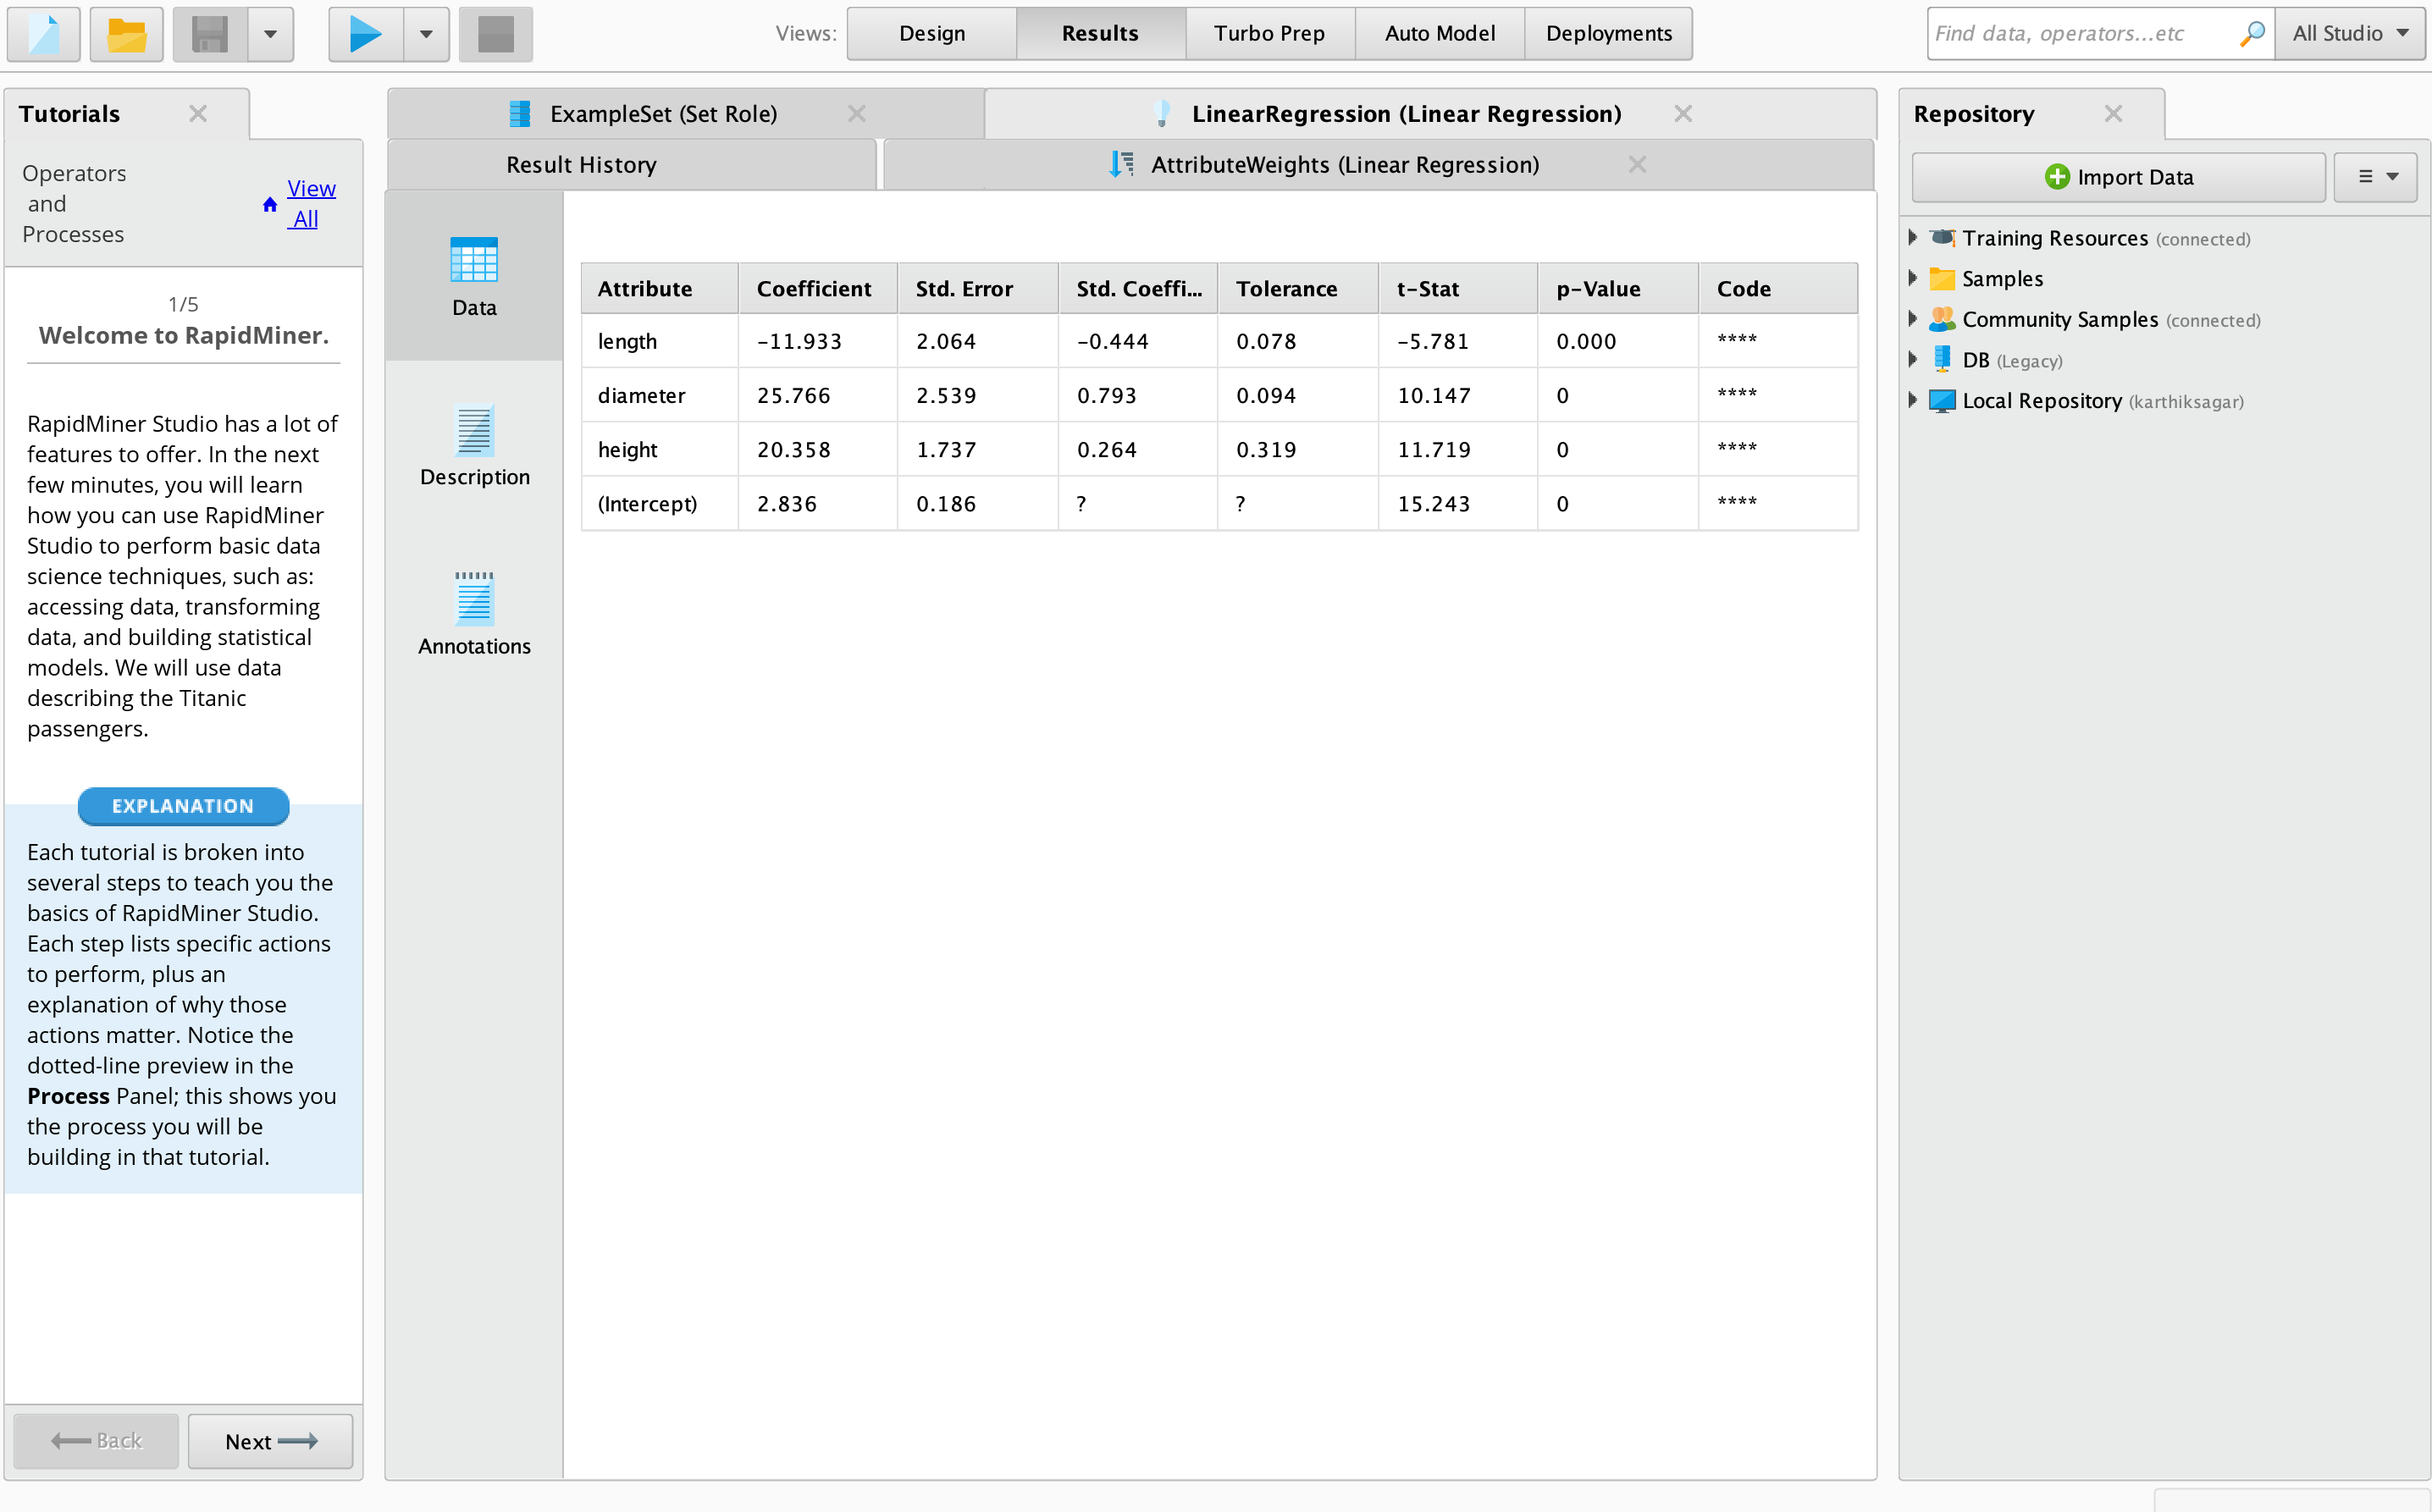 Views:
Design
Results
Turbo Prep
Auto Model
Deployments
Find data, operators...etc
All Studio
Tutorials
Operators
and
Processes
View
All
1/5
Welcome to RapidMiner.
RapidMiner Studio has a lot of
features to offer. In the next
few minutes, you will learn
how you can use RapidMiner
Studio to perform basic data
science techniques, such as:
accessing data, transforming
data, and building statistical
models. We will use data
describing the Titanic
passengers.
EXPLANATION
Each tutorial is broken into
several steps to teach you the
basics of RapidMiner Studio.
Each step lists specific actions
to perform, plus an
explanation of why those
actions matter. Notice the
dotted-line preview in the
Process Panel; this shows you
the process you will be
building in that tutorial.
Back
Next
ExampleSet (Set Role)
LinearRegression (Linear Regression)
Result History
AttributeWeights (Linear Regression)
Data
Description
Annotations
Attribute Coefficient Std. Error Std. Coeffi... Tolerance t-Stat p-Value Code
length -11.933 2.064 -0.444 0.078 -5.781 0.000 ****
diameter 25.766 2.539 0.793 0.094 10.147 0 ****
height 20.358 1.737 0.264 0.319 11.719 0 ****
(Intercept) 2.836 0.186 ? ? 15.243 0 ****
Repository
Import Data
Training Resources (connected)
Samples
Community Samples (connected)
DB (Legacy)
Local Repository (karthiksagar)